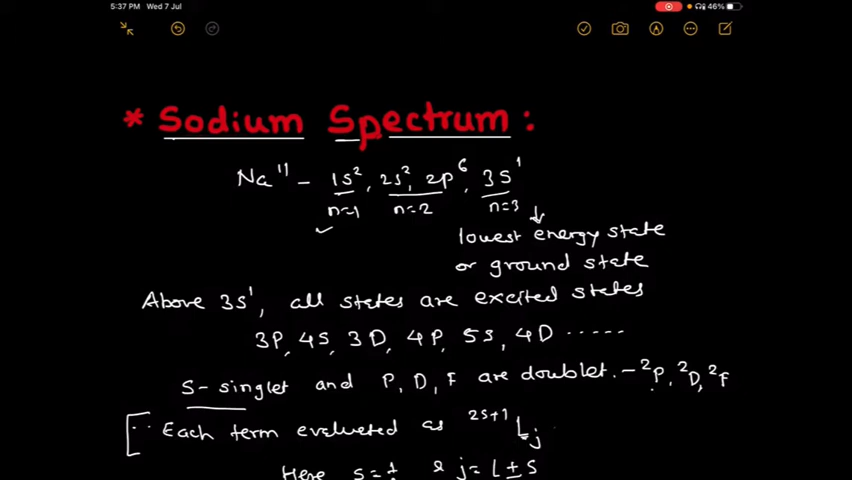 5:37 PM Wed 7 Jul
46%
* Sodium Spectrum :
Na¹¹ – 1s², 2s², 2p⁶, 3s¹
n=1 n=2 n=3
lowest energy state
or ground state
Above 3s¹, all states are excited states
3P, 4S, 3D, 4P, 5S, 4D ......
S-singlet and P, D, F are doublet. – ²P, ²D, ²F
∵ Each term evaluated as ²ˢ⁺¹Lⱼ
Here s= & j= L ± S